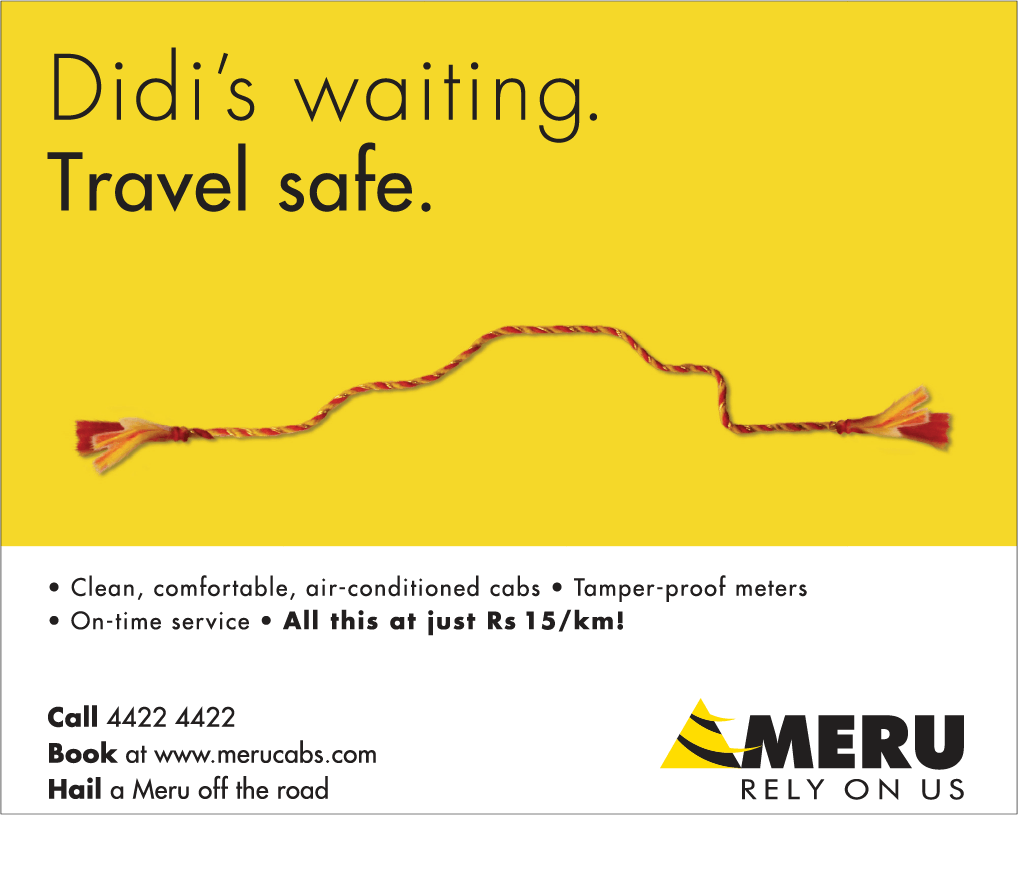 Didi’s waiting.
Travel safe.
• Clean, comfortable, air-conditioned cabs • Tamper-proof meters
• On-time service • All this at just Rs 15/km!
Call 4422 4422
Book at www.merucabs.com
Hail a Meru off the road
MERU
RELY ON US